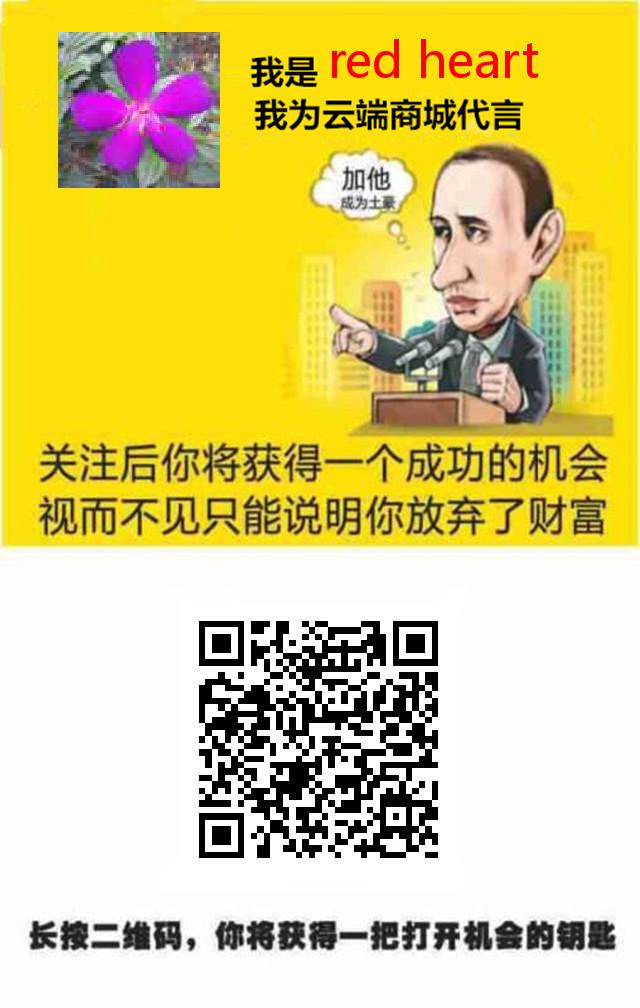 我是 red heart
我为云端商城代言
加他
成为土豪
关注后你将获得一个成功的机会
视而不见只能说明你放弃了财富
长按二维码，你将获得一把打开机会的钥匙